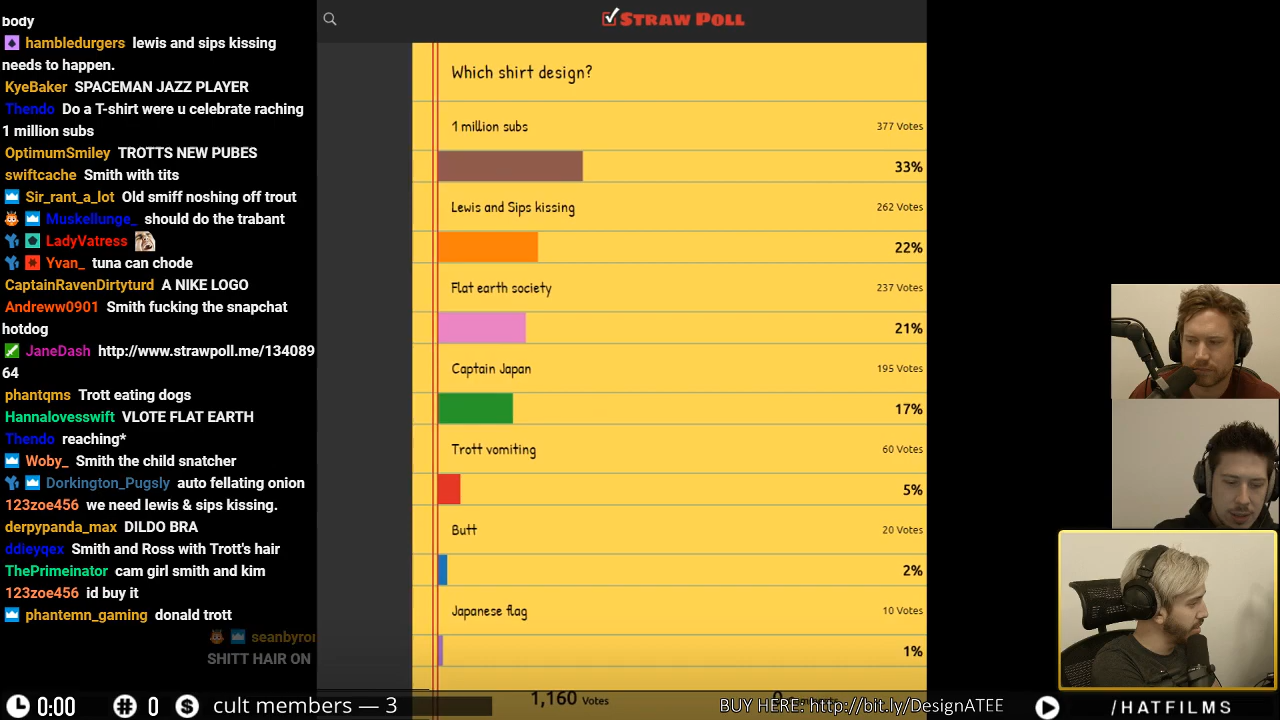 body
hambledurgers lewis and sips kissing
needs to happen.
KyeBaker SPACEMAN JAZZ PLAYER
Thendo Do a T-shirt were u celebrate raching
1 million subs
OptimumSmiley TROTTS NEW PUBES
swiftcache Smith with tits
Sir_rant_a_lot Old smiff noshing off trout
Muskellunge_ should do the trabant
LadyVatress
Yvan_ tuna can chode
CaptainRavenDirtyturd A NIKE LOGO
Andreww0901 Smith fucking the snapchat
hotdog
JaneDash http://www.strawpoll.me/134089
64
phantqms Trott eating dogs
Hannalovesswift VLOTE FLAT EARTH
Thendo reaching*
Woby_ Smith the child snatcher
Dorkington_Pugsly auto fellating onion
123zoe456 we need lewis & sips kissing.
derpypanda_max DILDO BRA
ddieyqex Smith and Ross with Trott's hair
ThePrimeinator cam girl smith and kim
123zoe456 id buy it
phantemn_gaming donald trott
seanbyron
SHITT HAIR ON
STRAW POLL
Which shirt design?
1 million subs 377 Votes
33%
Lewis and Sips kissing 262 Votes
22%
Flat earth society 237 Votes
21%
Captain Japan 195 Votes
17%
Trott vomiting 60 Votes
5%
Butt 20 Votes
2%
Japanese flag 10 Votes
1%
1,160 Votes
0:00 # 0 $ cult members — 3
BUY HERE: http://bit.ly/DesignATEE
/HATFILMS